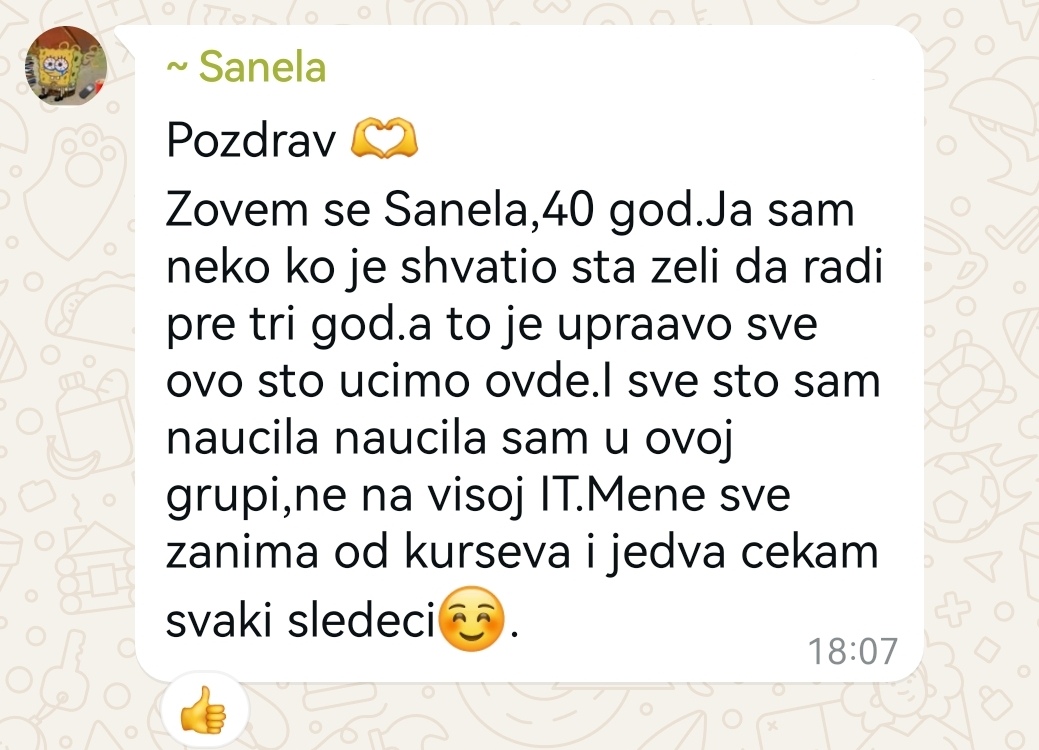 ~ Sanela
Pozdrav 🫶
Zovem se Sanela,40 god.Ja sam
neko ko je shvatio sta zeli da radi
pre tri god.a to je upraavo sve
ovo sto ucimo ovde.I sve sto sam
naucila naucila sam u ovoj
grupi,ne na visoj IT.Mene sve
zanima od kurseva i jedva cekam
svaki sledeci☺️.
18:07
👍